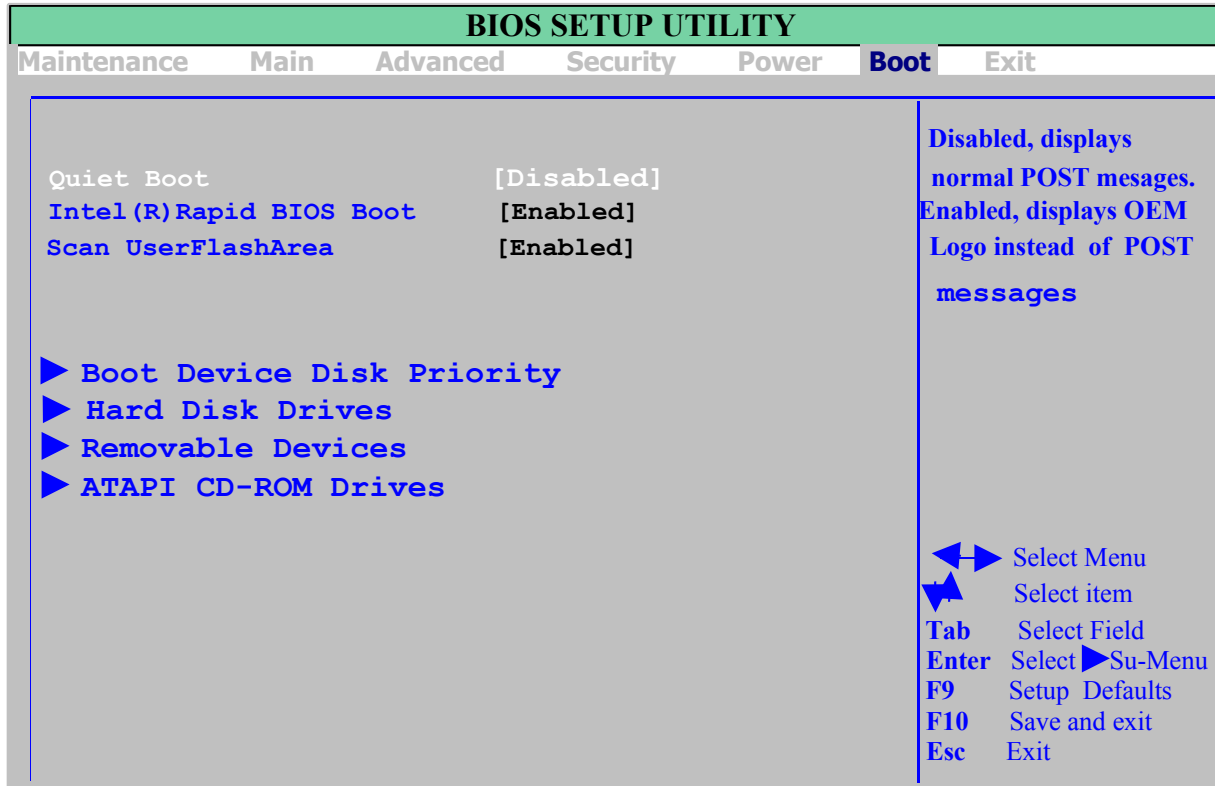 BIOS SETUP UTILITY
Maintenance Main Advanced Security Power Boot Exit
Quiet Boot [Disabled]
Intel(R)Rapid BIOS Boot [Enabled]
Scan UserFlashArea [Enabled]
Boot Device Disk Priority
Hard Disk Drives
Removable Devices
ATAPI CD-ROM Drives
Disabled, displays
normal POST mesages.
Enabled, displays OEM
Logo instead of POST
messages
Select Menu
Select item
Tab Select Field
Enter Select Su-Menu
F9 Setup Defaults
F10 Save and exit
Esc Exit